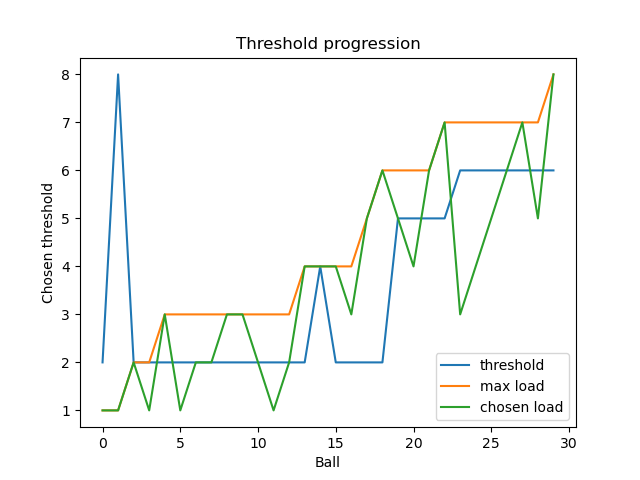 Threshold progression
8
7
6
5
4
3
2
1
Chosen threshold
0 5 10 15 20 25 30
Ball
threshold
max load
chosen load